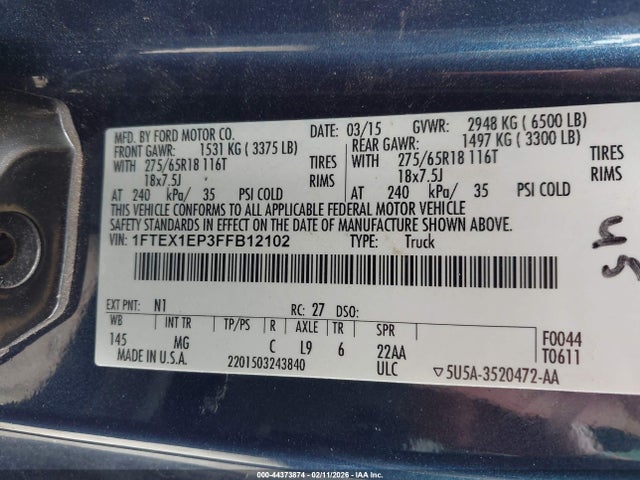 MFD. BY FORD MOTOR CO. DATE: 03/15 GVWR: 2948 KG ( 6500 LB)
FRONT GAWR: 1531 KG ( 3375 LB) REAR GAWR: 1497 KG ( 3300 LB)
WITH 275/65R18 116T TIRES WITH 275/65R18 116T TIRES
18x7.5J RIMS 18x7.5J RIMS
AT 240 kPa/ 35 PSI COLD AT 240 kPa/ 35 PSI COLD
THIS VEHICLE CONFORMS TO ALL APPLICABLE FEDERAL MOTOR VEHICLE
SAFETY STANDARDS IN EFFECT ON THE DATE OF MANUFACTURE SHOWN ABOVE.
VIN: 1FTEX1EP3FFB12102 TYPE: Truck
45
EXT PNT: N1 RC: 27 DSO:
WB INT TR TP/PS R AXLE TR SPR F0044
145 MG C L9 6 22AA T0611
MADE IN U.S.A. 2201503243840 ULC ▽5U5A-3520472-AA
000-44373874 - 02/11/2026 - © IAA Inc.